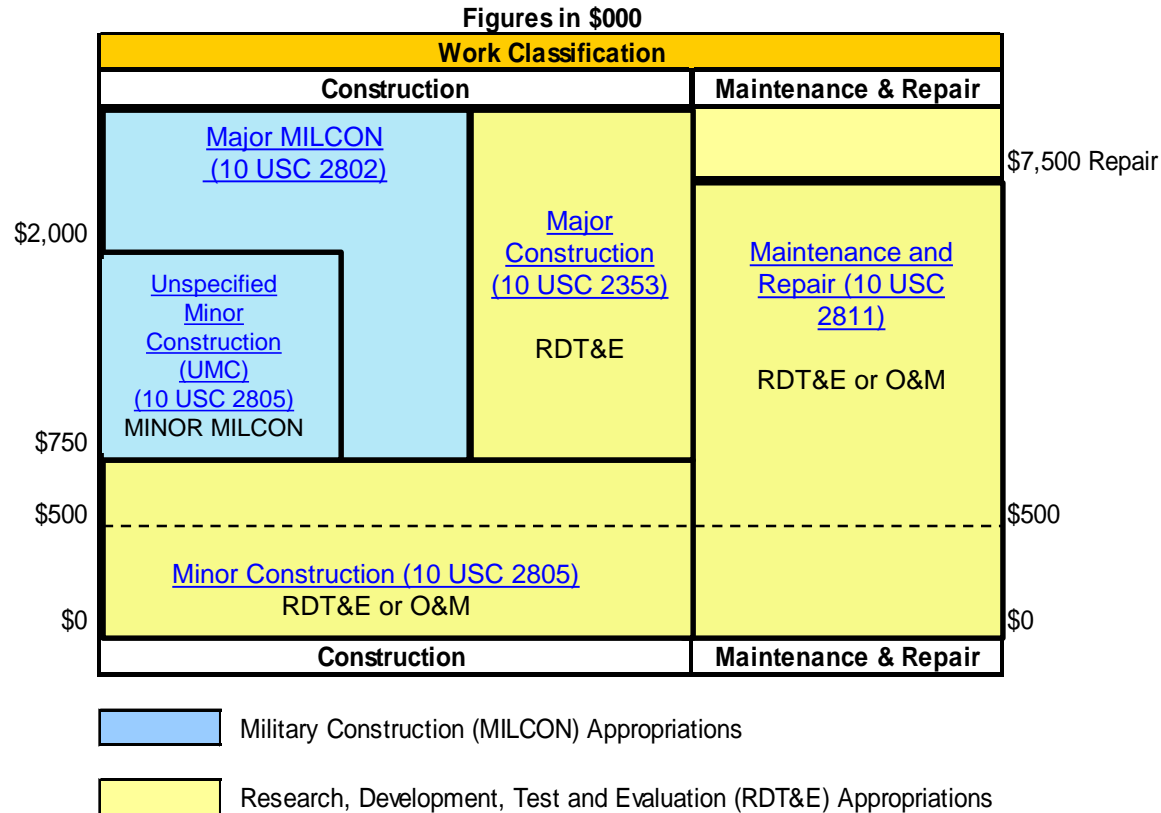 Figures in $000
Work Classification
Construction
Maintenance & Repair
Major MILCON
(10 USC 2802)
$7,500 Repair
$2,000
Unspecified
Minor
Construction
(UMC)
(10 USC 2805)
MINOR MILCON
Major
Construction
(10 USC 2353)
RDT&E
Maintenance and
Repair (10 USC
2811)
RDT&E or O&M
$750
$500
$500
Minor Construction (10 USC 2805)
RDT&E or O&M
$0
$0
Construction
Maintenance & Repair
Military Construction (MILCON) Appropriations
Research, Development, Test and Evaluation (RDT&E) Appropriations